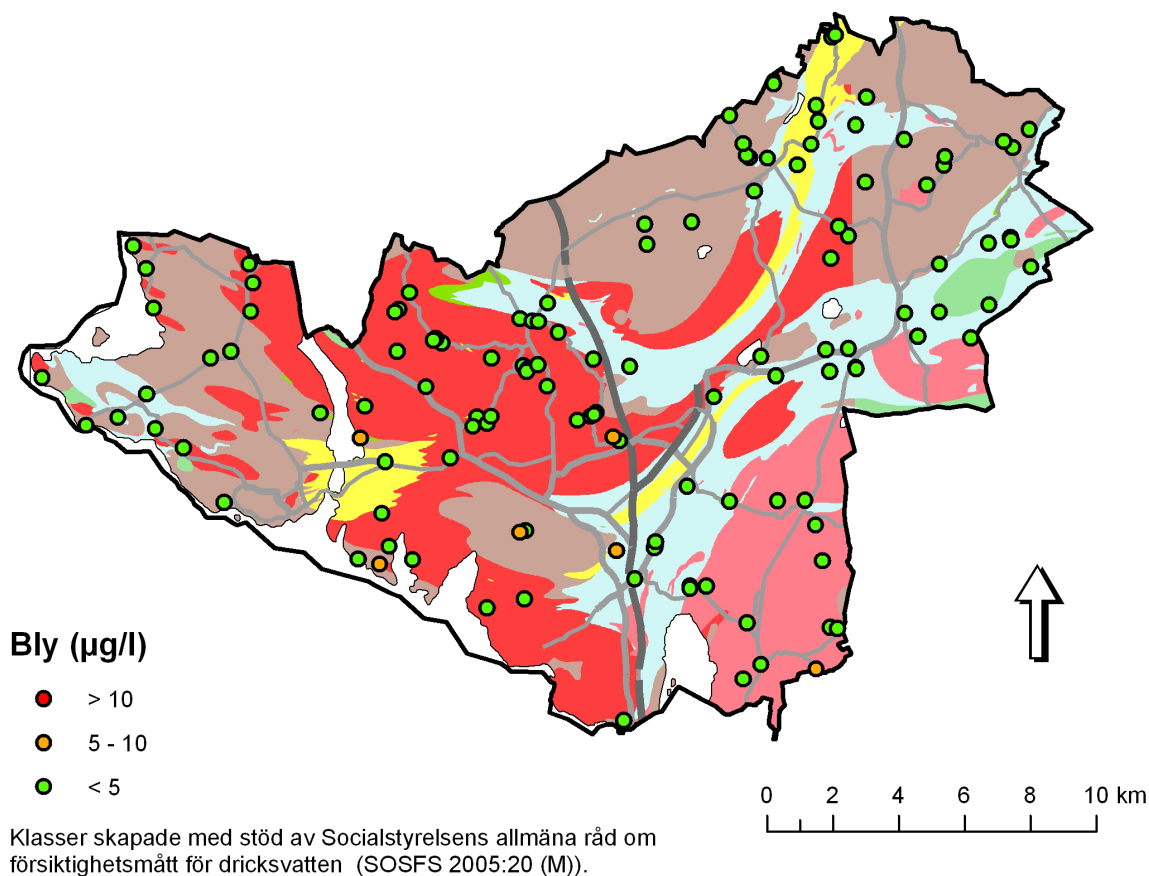 Bly (µg/l)
> 10
5 - 10
< 5
0 2 4 6 8 10 km
Klasser skapade med stöd av Socialstyrelsens allmäna råd om
försiktighetsmått för dricksvatten (SOSFS 2005:20 (M)).